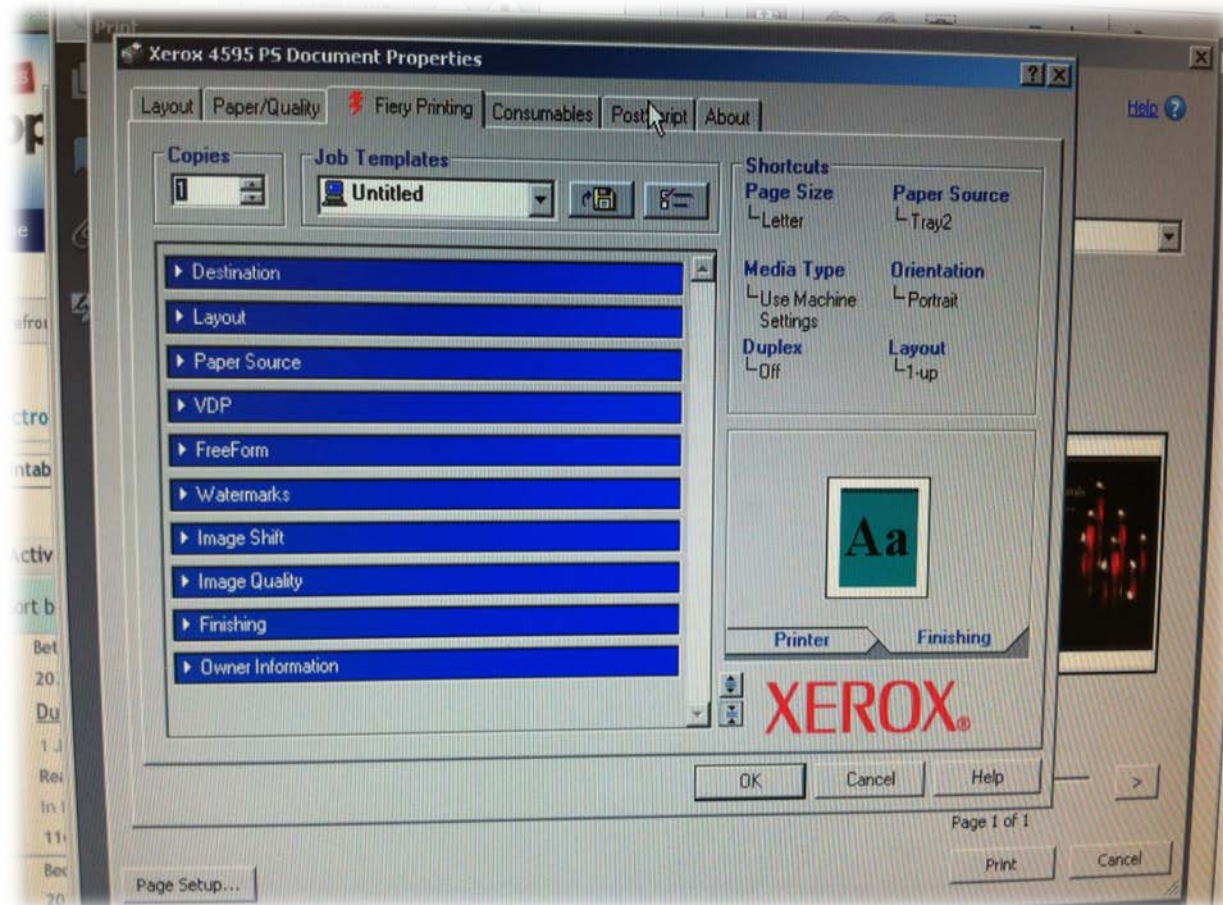 Print
Xerox 4595 PS Document Properties
Help
Layout Paper/Quality Fiery Printing Consumables PostScript About
Copies
1
Job Templates
Untitled
Shortcuts
Page Size
Letter
Paper Source
Tray2
Media Type
Use Machine
Settings
Orientation
Portrait
Duplex
Off
Layout
1-up
Destination
Layout
Paper Source
VDP
FreeForm
Watermarks
Image Shift
Image Quality
Finishing
Owner Information
Aa
Printer Finishing
XEROX®
OK Cancel Help
>
Page 1 of 1
Page Setup... Print Cancel